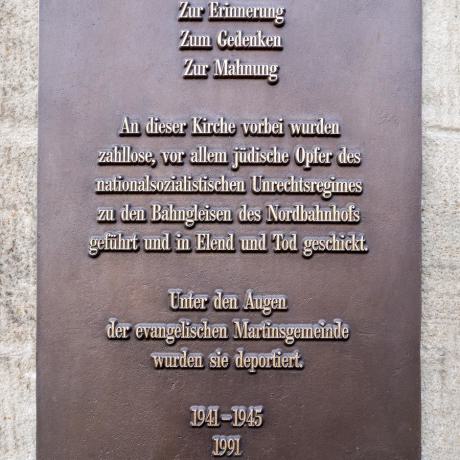 Zur Erinnerung
Zum Gedenken
Zur Mahnung
An dieser Kirche vorbei wurden
zahllose, vor allem jüdische Opfer des
nationalsozialistischen Unrechtsregimes
zu den Bahngleisen des Nordbahnhofs
geführt und in Elend und Tod geschickt.
Unter den Augen
der evangelischen Martinsgemeinde
wurden sie deportiert.
1941–1945
1991